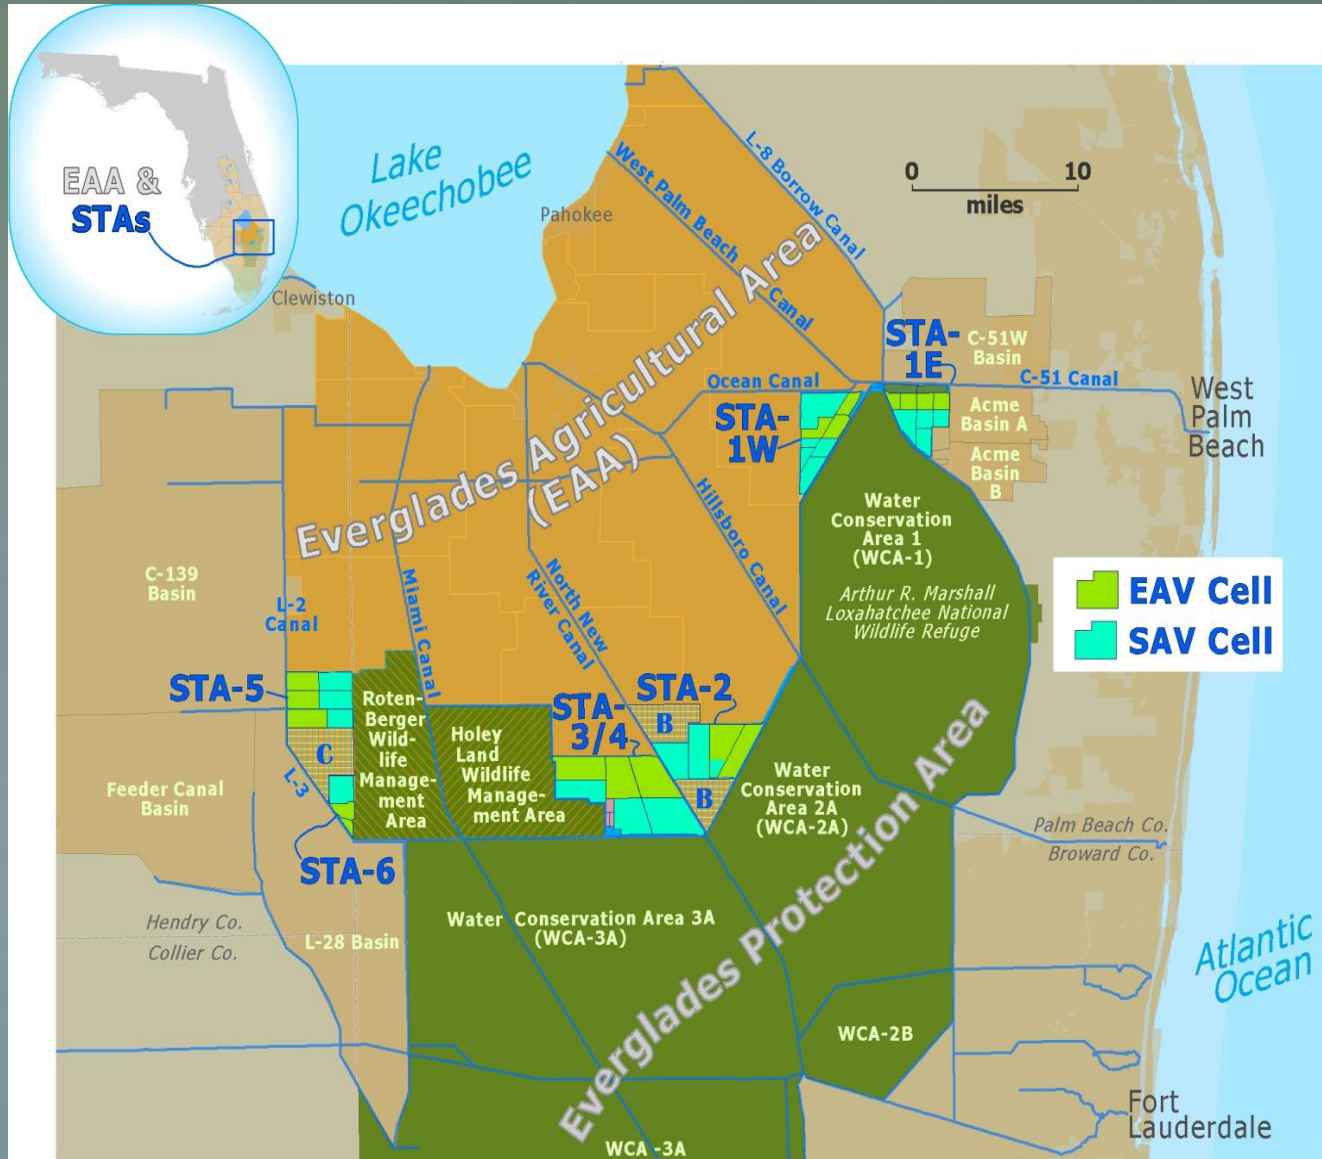 EAA &
STAs
Lake
Okeechobee
Pahokee
Clewiston
L-8 Borrow Canal
West Palm Beach
Canal
0 10
miles
Everglades Agricultural Area
(EAA)
STA-
1E
C-51W
Basin
C-51 Canal
Ocean Canal
STA-
1W
Acme
Basin A
Acme
Basin
B
West
Palm
Beach
Hillsboro Canal
Water
Conservation
Area 1
(WCA-1)
Arthur R. Marshall
Loxahatchee National
Wildlife Refuge
EAV Cell
SAV Cell
C-139
Basin
L-2
Canal
Miami Canal
North New
River Canal
STA-5
Roten-
Berger
Wild-
life
Manage-
ment
Area
Holey
Land
Wildlife
Manage-
ment Area
STA-
3/4
STA-2
B
B
C
L-3
Feeder Canal
Basin
STA-6
Water
Conservation
Area 2A
(WCA-2A)
Everglades Protection Area
Palm Beach Co.
Broward Co.
Hendry Co.
Collier Co.
L-28 Basin
Water Conservation Area 3A
(WCA-3A)
Atlantic
Ocean
WCA-2B
Fort
Lauderdale
WCA -3A